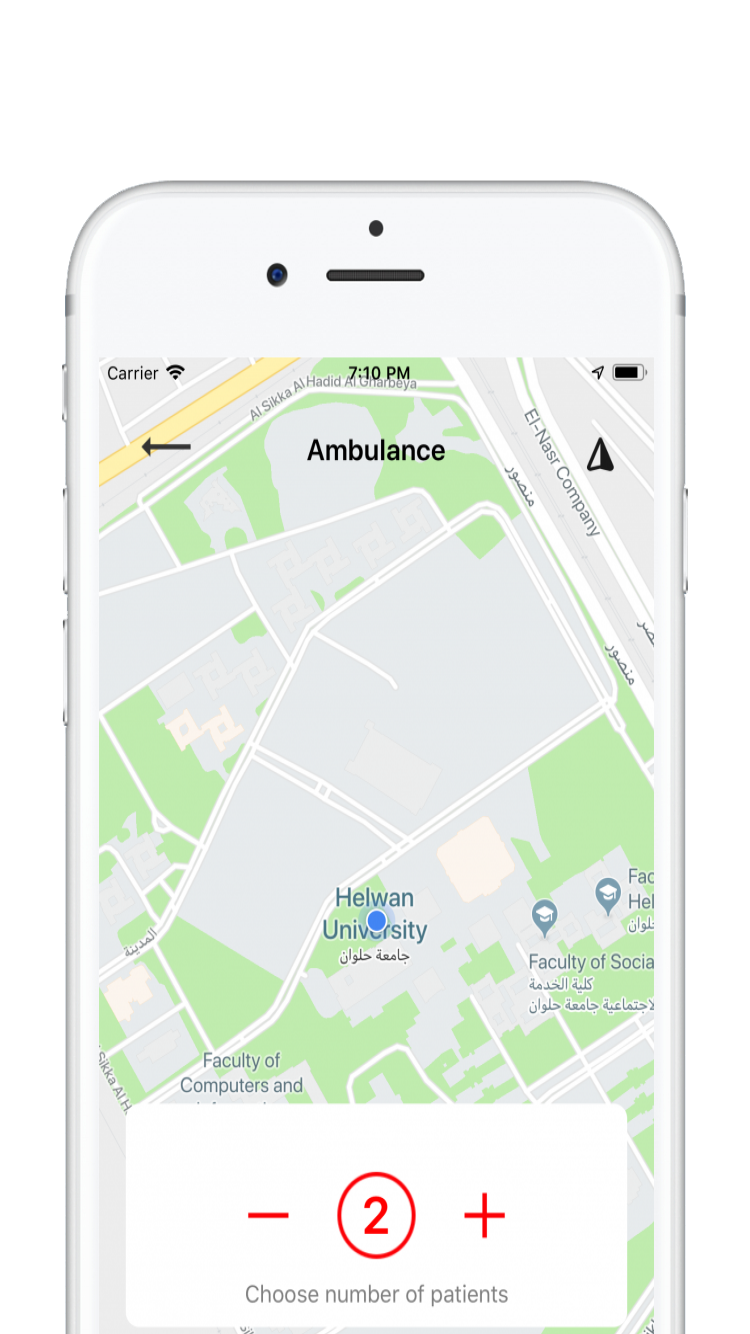 Carrier
7:10 PM
Al Sikka Al Hadid Al Gharbeya
Ambulance
El-Nasr Company
منصور
منصور
Helwan
University
جامعة حلوان
Fac
Hel
حلوان
Faculty of Socia
كلية الخدمة
لاجتماعية جامعة حلوان
المدينة
Sikka Al H
Faculty of
Computers and
2
Choose number of patients